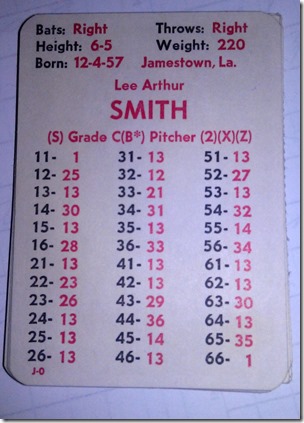 Bats: Right Throws: Right
Height: 6-5 Weight: 220
Born: 12-4-57 Jamestown, La.
Lee Arthur
SMITH
(S) Grade C(B*) Pitcher (2)(X)(Z)
11- 1 31- 13 51- 13
12- 25 32- 13 52- 27
13- 13 33- 21 53- 13
14- 30 34- 31 54- 32
15- 13 35- 13 55- 14
16- 28 36- 33 56- 34
21- 13 41- 13 61- 13
22- 23 42- 13 62- 13
23- 26 43- 29 63- 30
24- 13 44- 36 64- 13
25- 13 45- 14 65- 35
26- 13 46- 13 66- 1
J-O